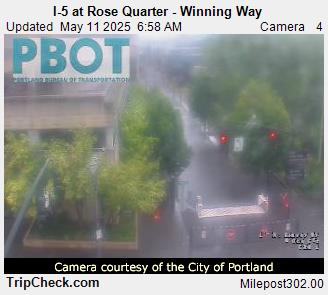 I-5 at Rose Quarter - Winning Way
Updated May 11 2025 6:58 AM Camera 4
PBOT
PORTLAND BUREAU OF TRANSPORTATION
Camera courtesy of the City of Portland
TripCheck.com Milepost302.00